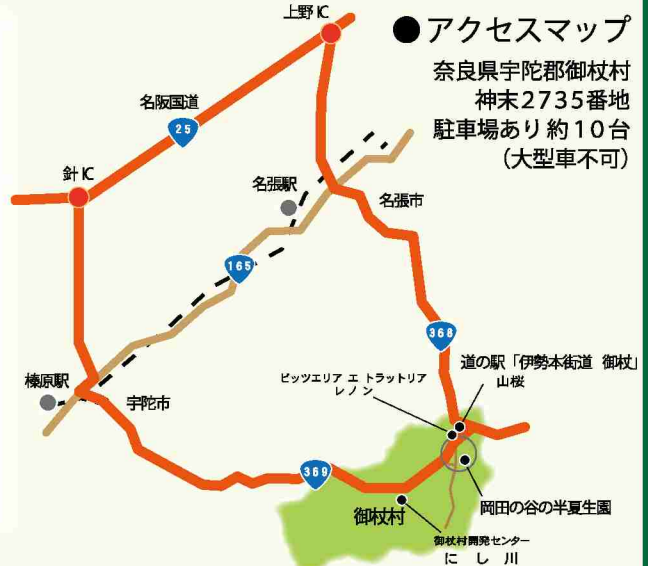 ●アクセスマップ
奈良県宇陀郡御杖村
神末2735番地
駐車場あり 約10台
(大型車不可)
上野IC
名阪国道
25
針IC
名張駅
名張市
165
368
榛原駅
宇陀市
ピッツエリア エ トラットリア
レノン
道の駅「伊勢本街道 御杖」
山桜
369
岡田の谷の半夏生園
御杖村
御杖村開発センター
にし川